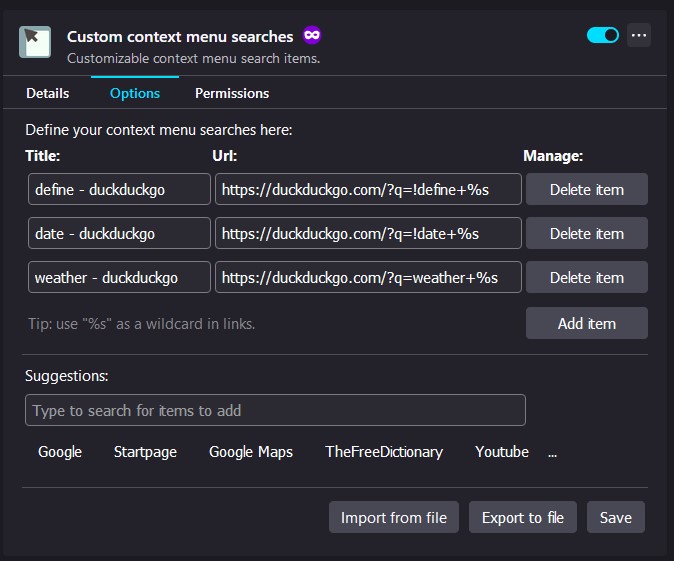 Custom context menu searches
Customizable context menu search items.
Details Options Permissions
Define your context menu searches here:
Title: Url: Manage:
define - duckduckgo https://duckduckgo.com/?q=!define+%s Delete item
date - duckduckgo https://duckduckgo.com/?q=!date+%s Delete item
weather - duckduckgo https://duckduckgo.com/?q=weather+%s Delete item
Tip: use "%s" as a wildcard in links. Add item
Suggestions:
Type to search for items to add
Google Startpage Google Maps TheFreeDictionary Youtube ...
Import from file Export to file Save